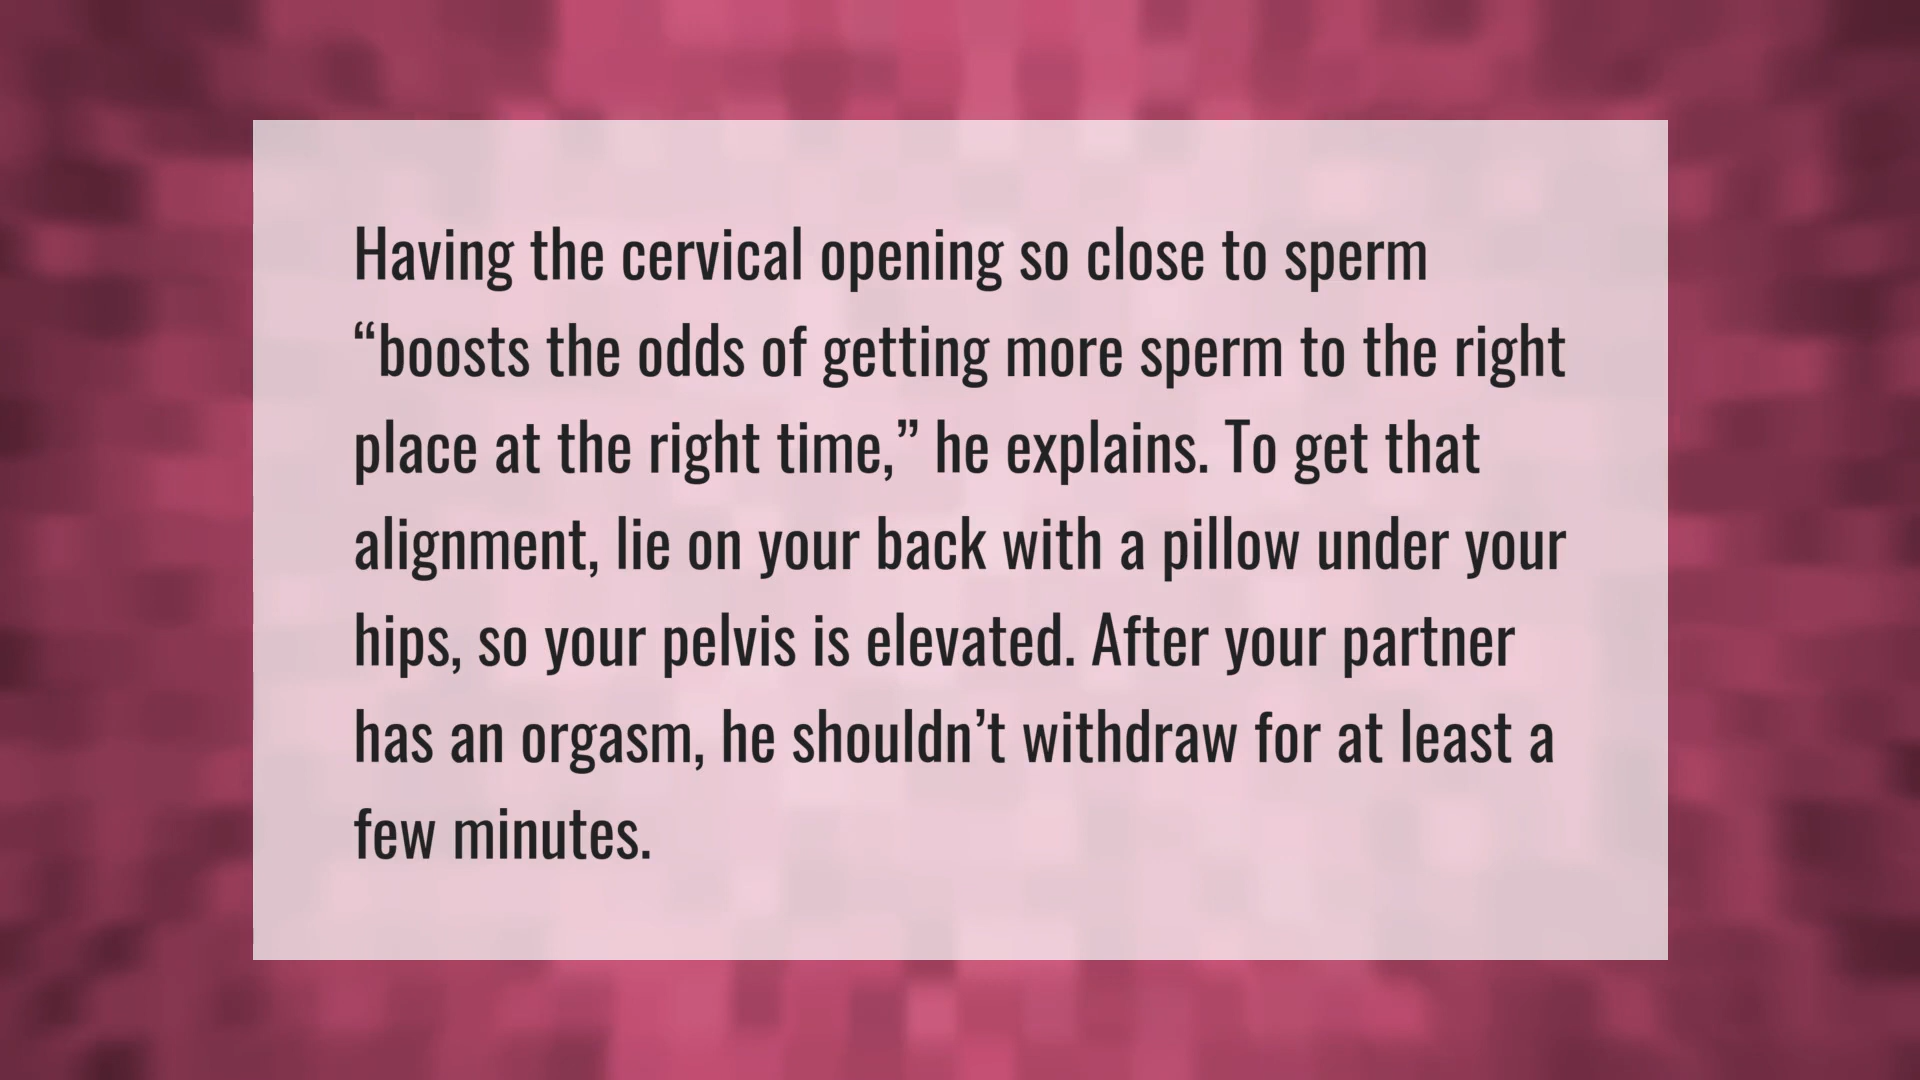 Having the cervical opening so close to sperm
“boosts the odds of getting more sperm to the right
place at the right time,” he explains. To get that
alignment, lie on your back with a pillow under your
hips, so your pelvis is elevated. After your partner
has an orgasm, he shouldn’t withdraw for at least a
few minutes.